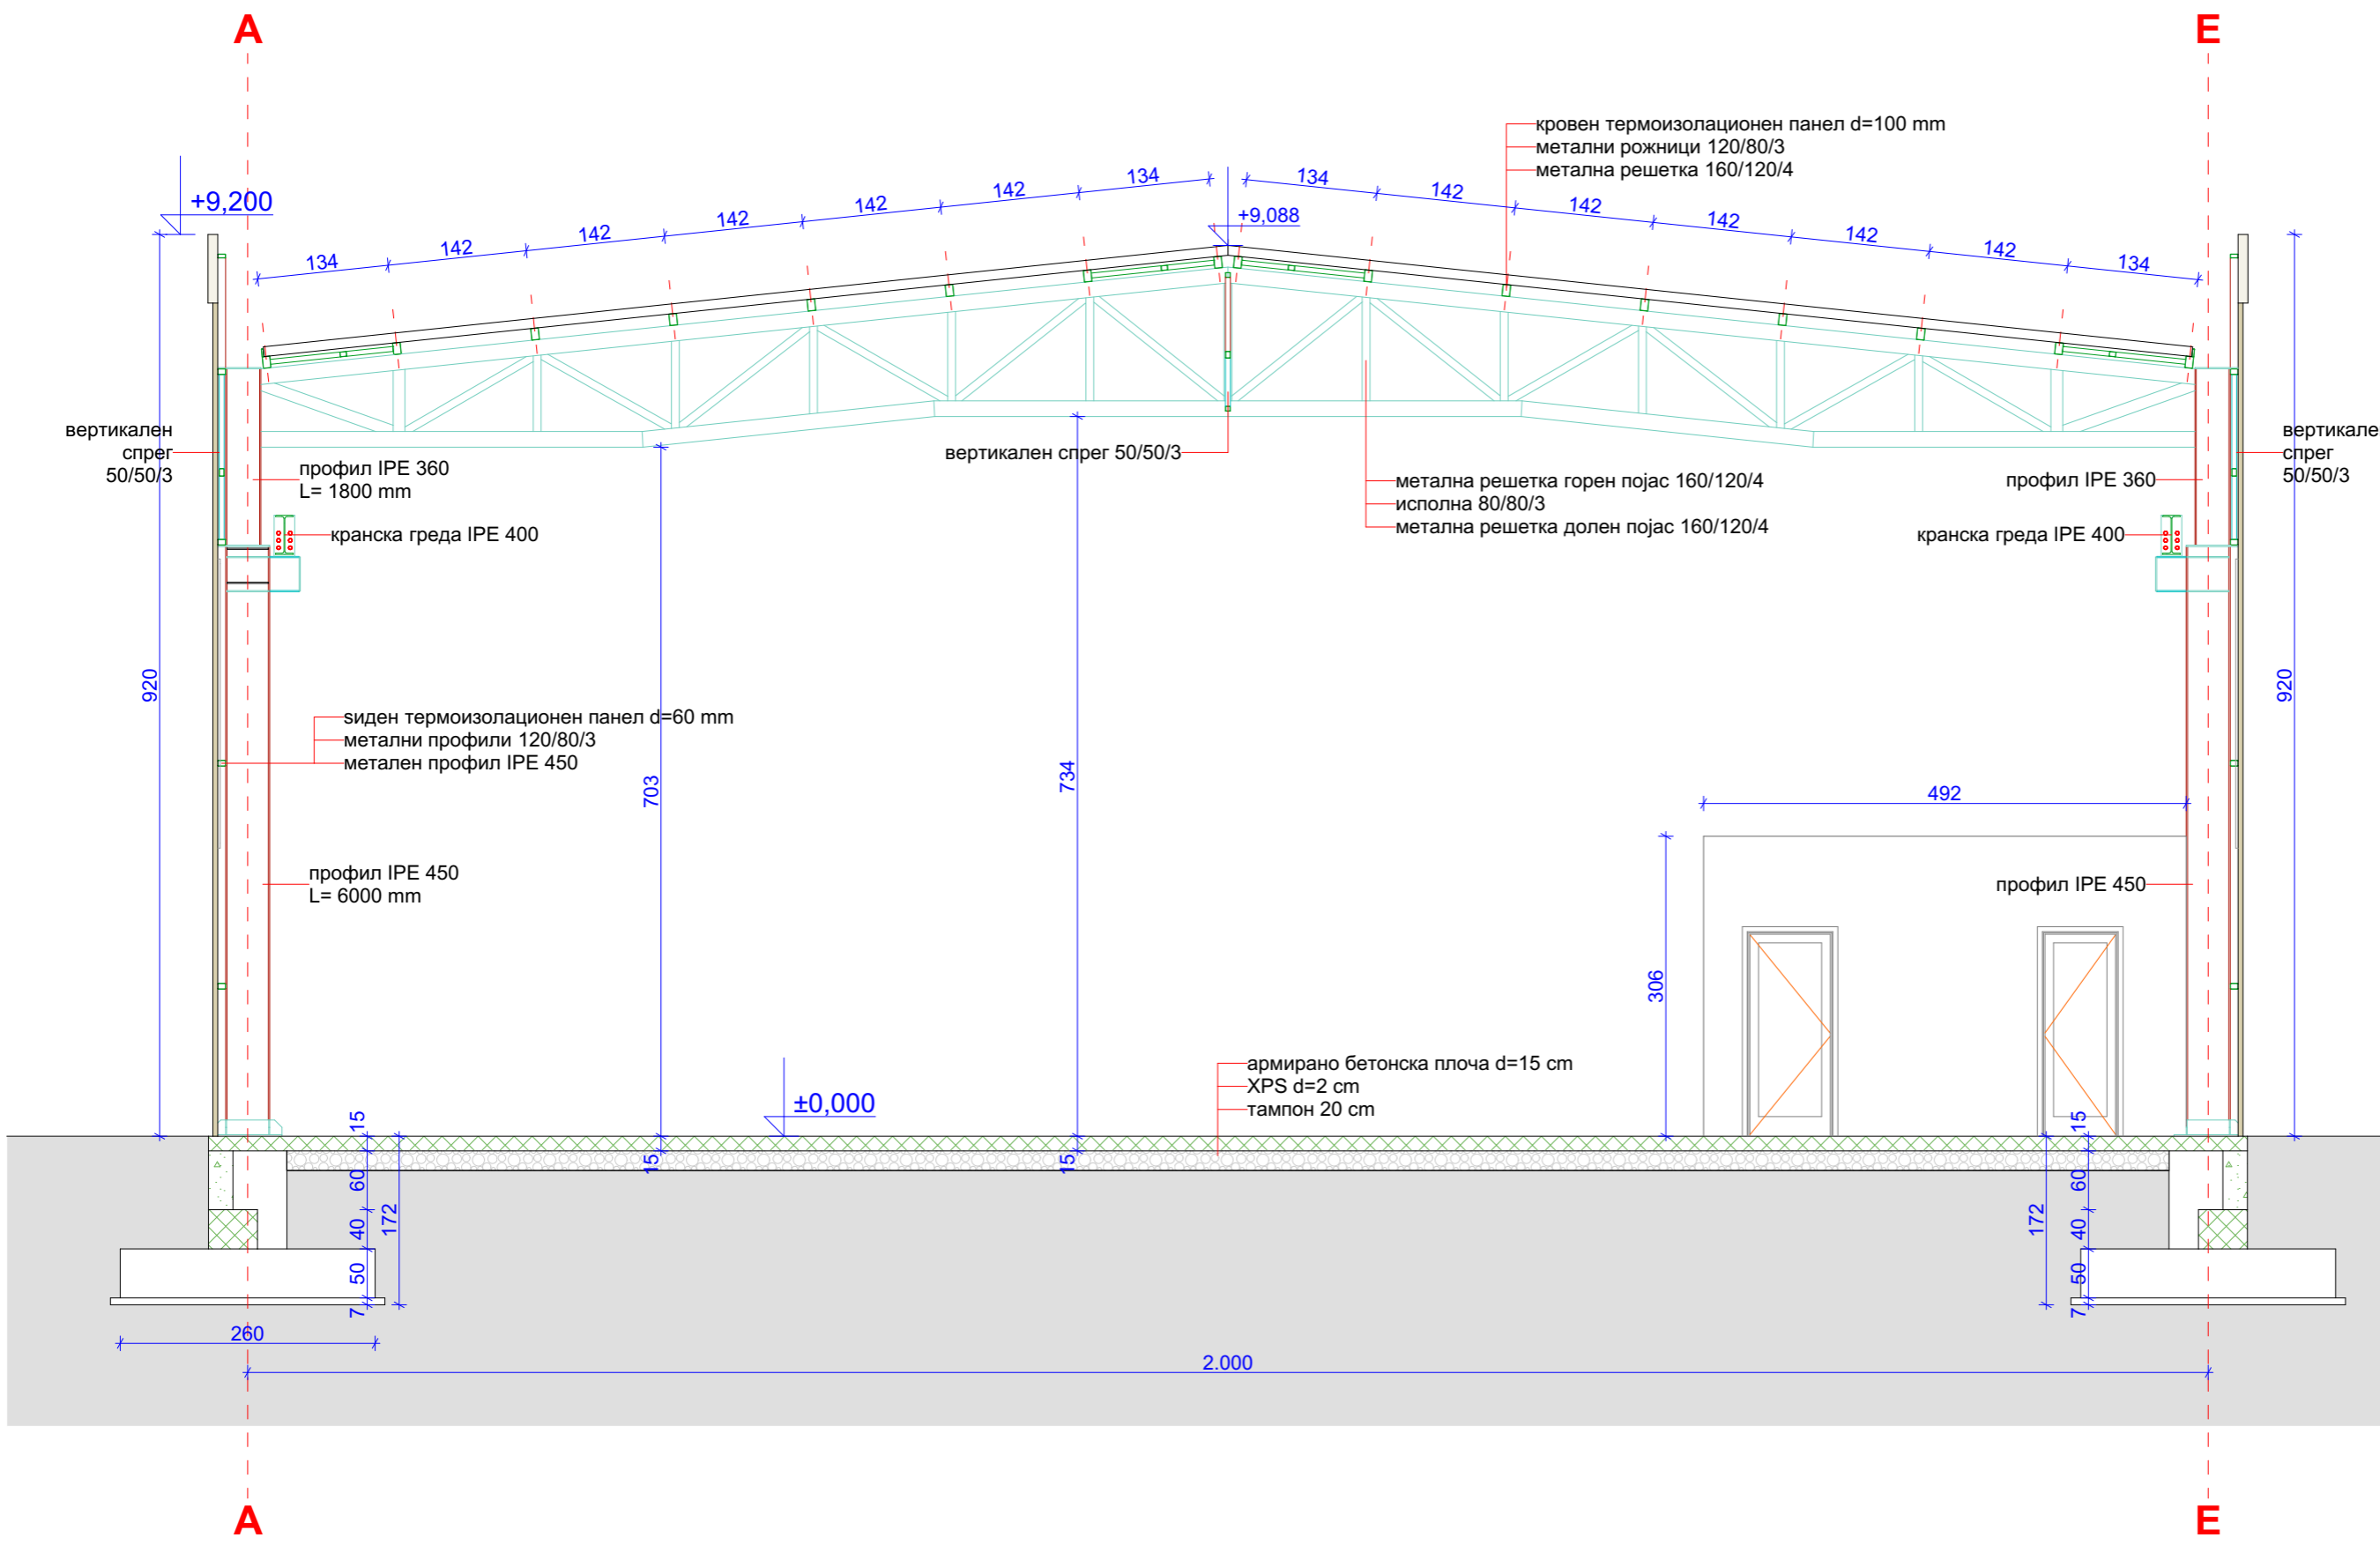 A
E
кровен термоизолационен панел d=100 mm
метални рожници 120/80/3
метална решетка 160/120/4
+9,200
+9,088
134
142
142
142
142
142
134
134
142
142
142
142
142
134
вертикален
спрег
50/50/3
профил IPE 360
L= 1800 mm
кранска греда IPE 400
вертикален спрег 50/50/3
метална решетка горен појас 160/120/4
исполна 80/80/3
метална решетка долен појас 160/120/4
профил IPE 360
кранска греда IPE 400
вертикале
спрег
50/50/3
920
920
ѕиден термоизолационен панел d=60 mm
метални профили 120/80/3
метален профил IPE 450
703
734
492
306
профил IPE 450
L= 6000 mm
профил IPE 450
армирано бетонска плоча d=15 cm
XPS d=2 cm
тампон 20 cm
±0,000
15
60
40
50
7
172
15
15
172
15
60
40
50
7
260
2.000
A
E